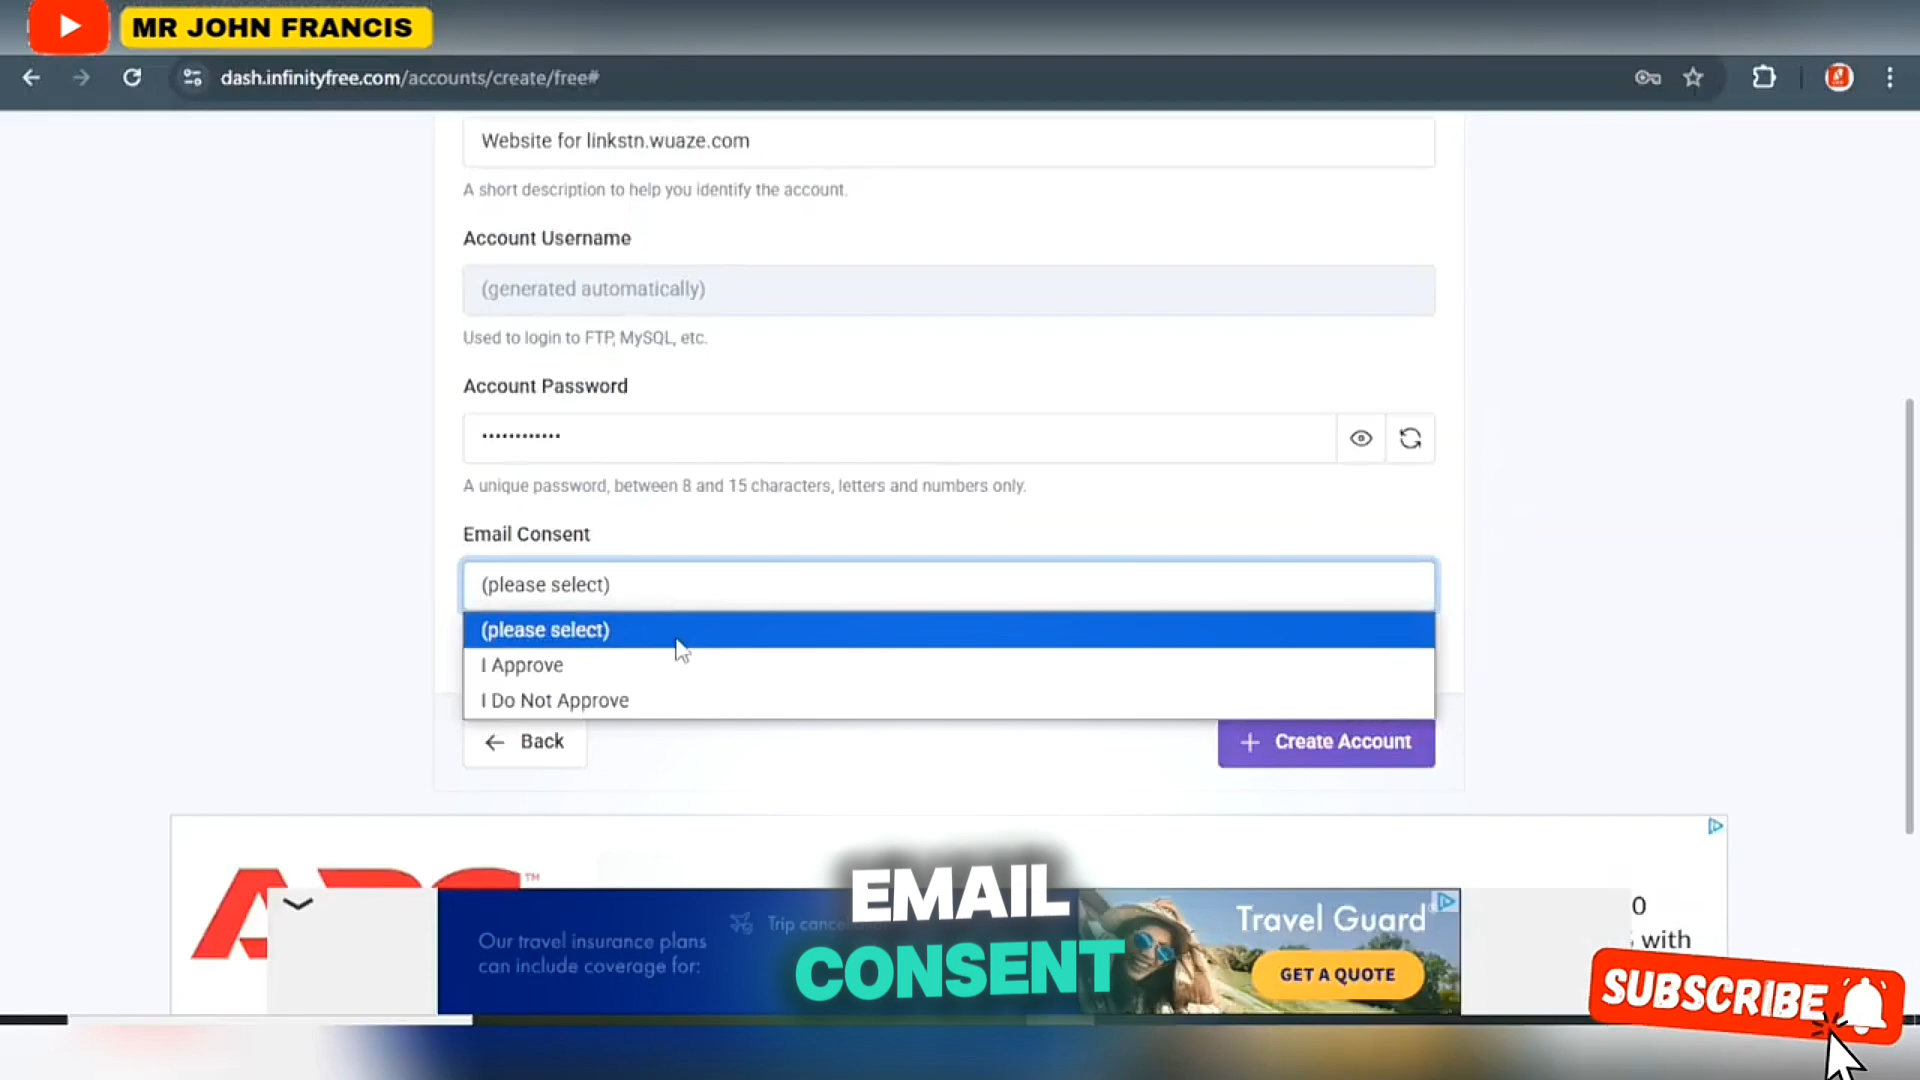 MR JOHN FRANCIS
dash.infinityfree.com/accounts/create/free#
Website for linkstn.wuaze.com
A short description to help you identify the account.
Account Username
(generated automatically)
Used to login to FTP, MySQL, etc.
Account Password
••••••••••••
A unique password, between 8 and 15 characters, letters and numbers only.
Email Consent
(please select)
(please select)
I Approve
I Do Not Approve
Back
Create Account
EMAIL
CONSENT
Our travel insurance plans
can include coverage for:
Trip
Travel Guard
GET A QUOTE
TM
0
with
SUBSCRIBE